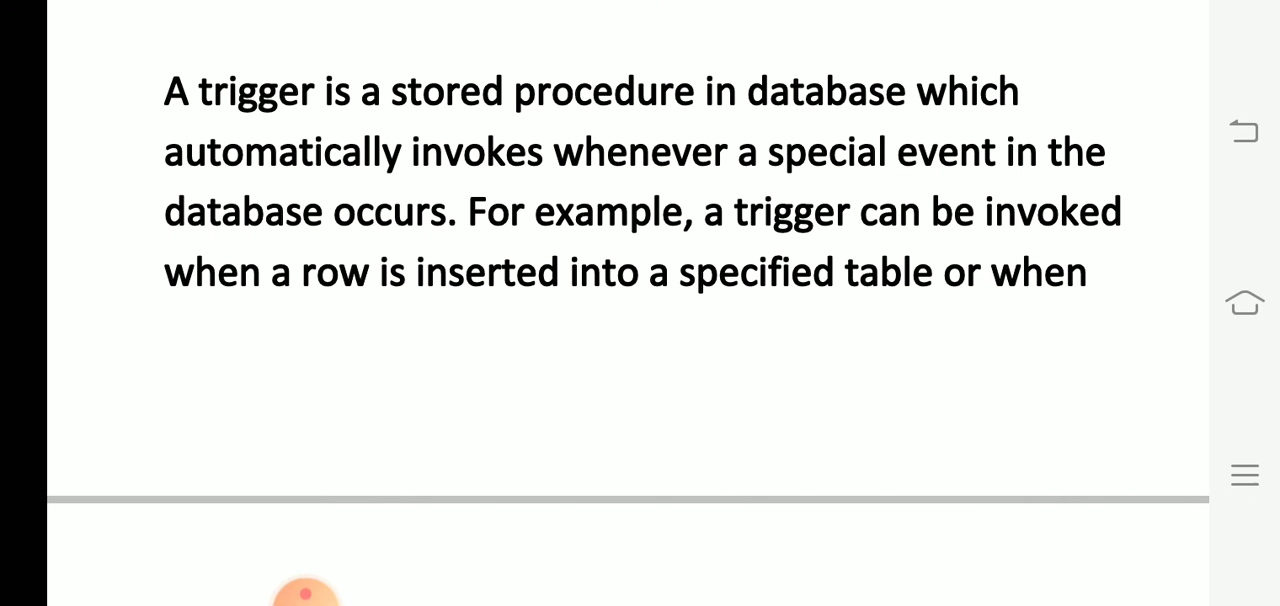 A trigger is a stored procedure in database which
automatically invokes whenever a special event in the
database occurs. For example, a trigger can be invoked
when a row is inserted into a specified table or when